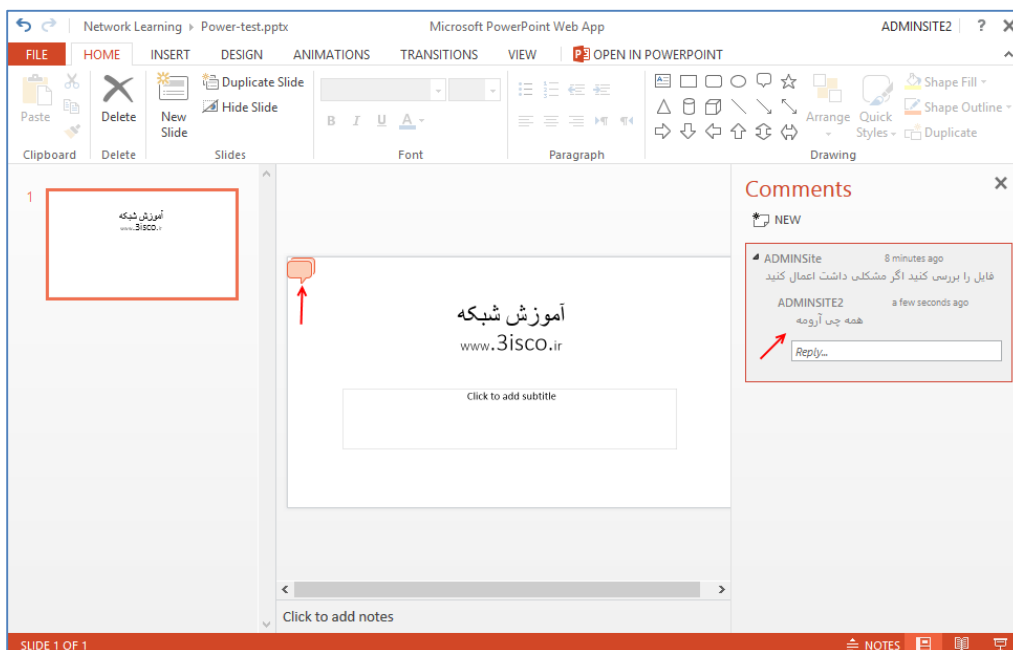 Network Learning ▸ Power-test.pptx
Microsoft PowerPoint Web App
ADMINSITE2 ? X
FILE HOME INSERT DESIGN ANIMATIONS TRANSITIONS VIEW OPEN IN POWERPOINT
Paste
Delete
New
Slide
Duplicate Slide
Hide Slide
B I U A
Arrange
Quick
Styles
Shape Fill
Shape Outline
Duplicate
Clipboard Delete Slides Font Paragraph Drawing
1
آموزش شبکه
www.3isco.ir
آموزش شبکه
www.3isco.ir
Click to add subtitle
Click to add notes
Comments
NEW
ADMINSite 8 minutes ago
فایل را بررسی کنید اگر مشکلی داشت اعمال کنید
ADMINSITE2 a few seconds ago
همه چی آرومه
Reply...
SLIDE 1 OF 1
NOTES